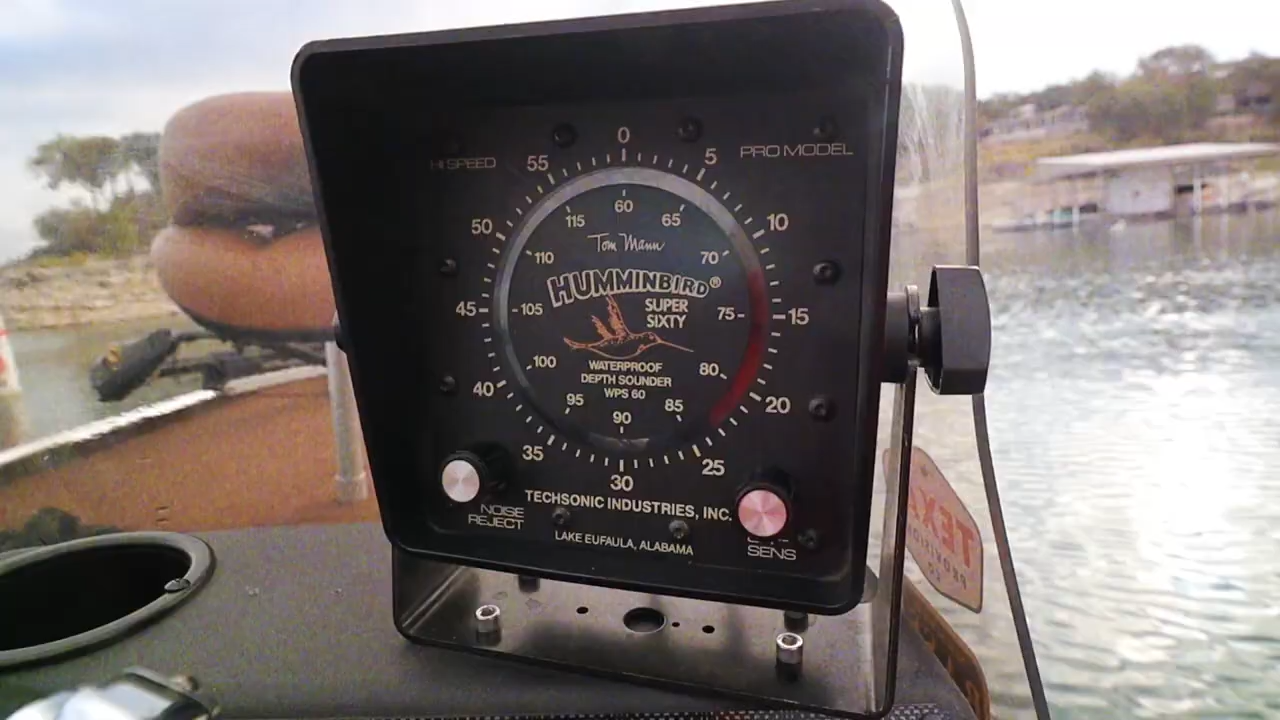 HI SPEED
PRO MODEL
0
5
10
15
20
25
30
35
40
45
50
55
60
65
70
75
80
85
90
95
100
105
110
115
Tom Mann
HUMMINBIRD®
SUPER
SIXTY
WATERPROOF
DEPTH SOUNDER
WPS 60
NOISE
REJECT
TECHSONIC INDUSTRIES, INC.
LAKE EUFAULA, ALABAMA
SENS